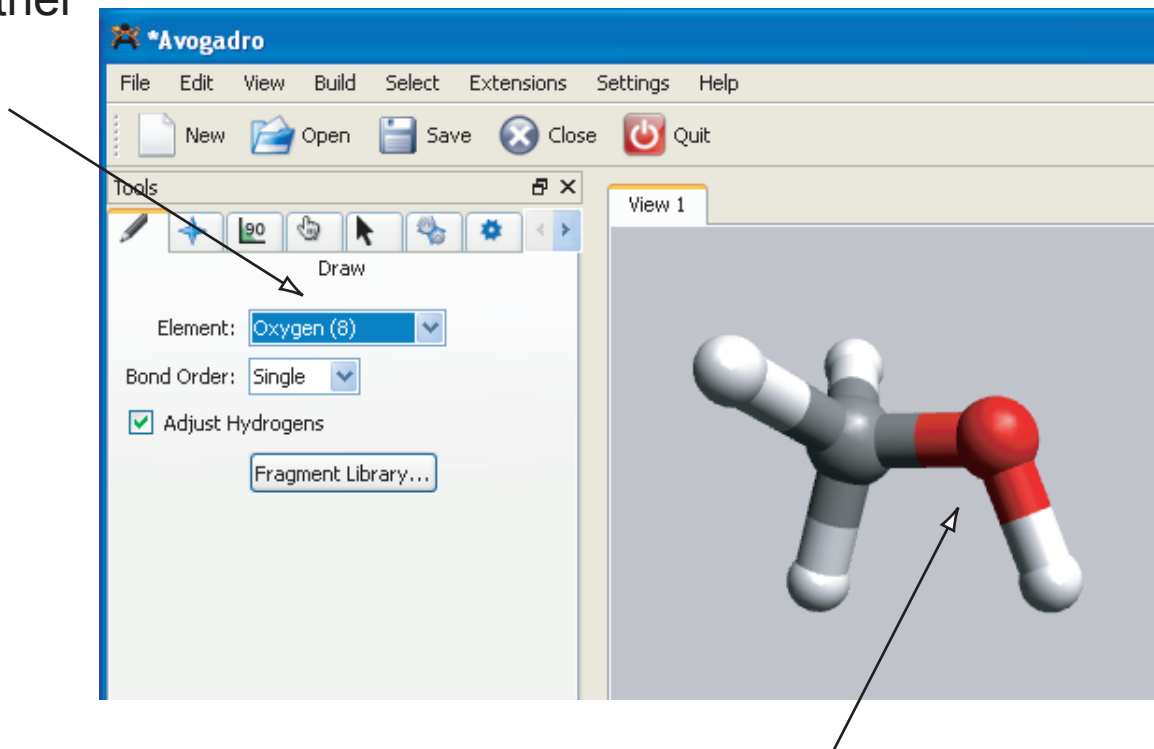 *Avogadro
File Edit View Build Select Extensions Settings Help
New Open Save Close Quit
Tools
View 1
90
Draw
Element: Oxygen (8)
Bond Order: Single
Adjust Hydrogens
Fragment Library...